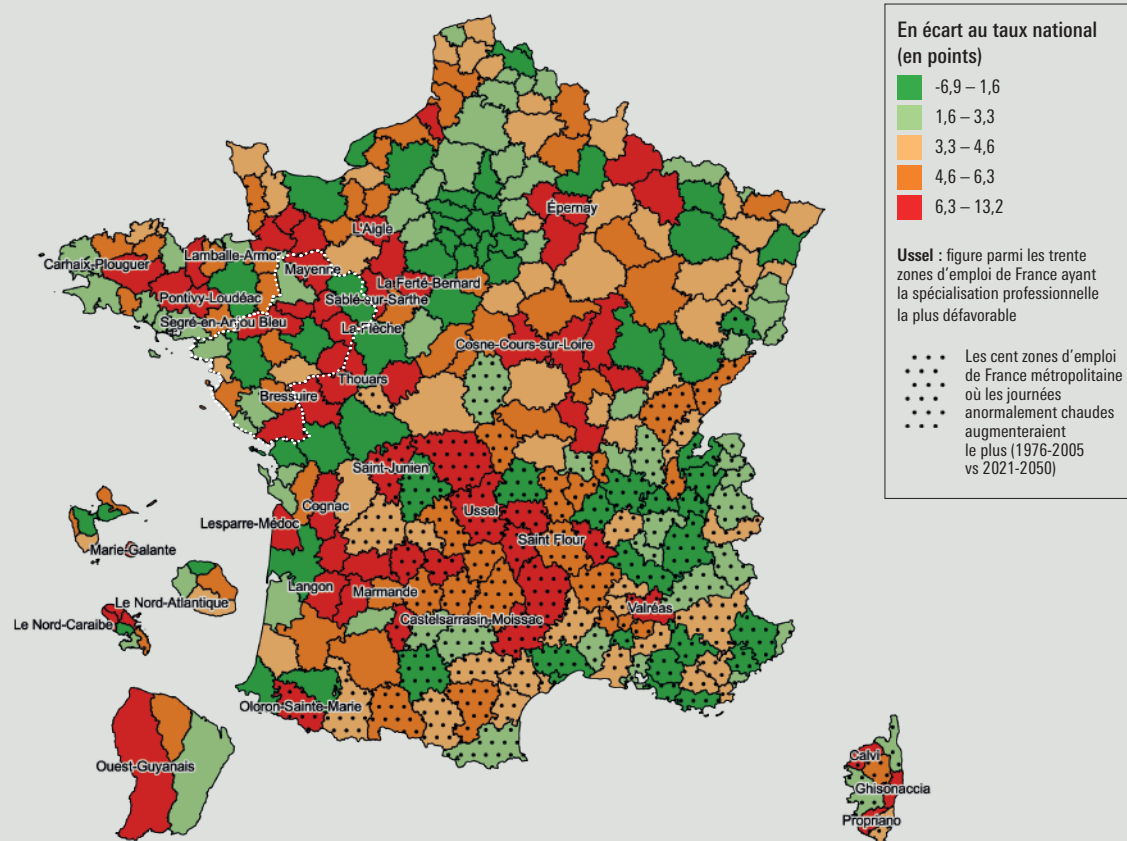 En écart au taux national
(en points)
-6,9 – 1,6
1,6 – 3,3
3,3 – 4,6
4,6 – 6,3
6,3 – 13,2
Ussel : figure parmi les trente
zones d'emploi de France ayant
la spécialisation professionnelle
la plus défavorable
Les cent zones d'emploi
de France métropolitaine
où les journées
anormalement chaudes
augmenteraient
le plus (1976-2005
vs 2021-2050)
Épernay
L'Aigle
Lamballe-Armor
Carhaix-Plouguer
Mayenne
La Ferté-Bernard
Pontivy-Loudéac
Sablé-sur-Sarthe
Segré-en-Anjou Bleu
La Flèche
Cosne-Cours-sur-Loire
Thouars
Bressuire
Saint-Junien
Cognac
Ussel
Lesparre-Médoc
Saint Flour
Marie-Galante
Langon
Marmande
Le Nord-Atlantique
Valréas
Le Nord-Caraïbe
Castelsarrasin-Moissac
Oloron-Sainte-Marie
Calvi
Ouest-Guyanais
Ghisonaccia
Propriano